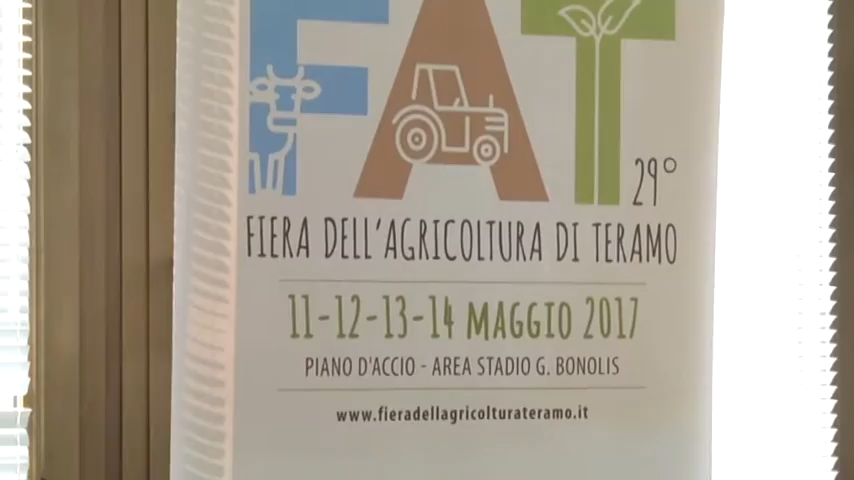 FAT
29°
FIERA DELL'AGRICOLTURA DI TERAMO
11-12-13-14 MAGGIO 2017
PIANO D'ACCIO - AREA STADIO G. BONOLIS
www.fieradellagricolturateramo.it